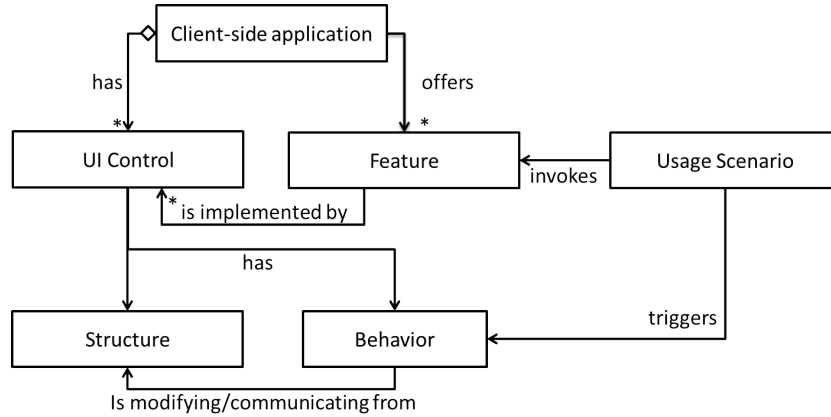 Client-side application
has
offers
*
*
UI Control
Feature
Usage Scenario
invokes
* is implemented by
has
triggers
Structure
Behavior
Is modifying/communicating from